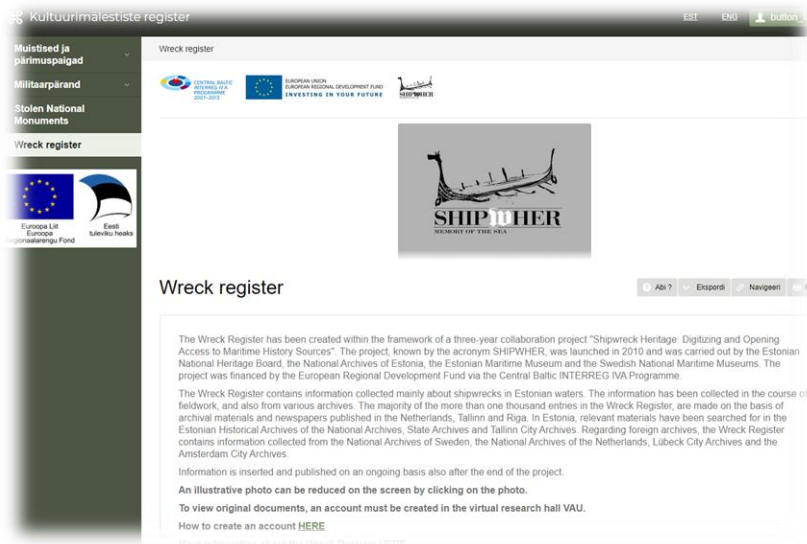 Kultuurimälestiste register
EST ENG button
Muistised ja
pärimuspaigad
Militaarpärand
Stolen National
Monuments
Wreck register
Euroopa Liit
Euroopa
Regionaalarengu Fond
Eesti
tuleviku heaks
Wreck register
CENTRAL BALTIC
INTERREG IV A
PROGRAMME
2007-2013
EUROPEAN UNION
EUROPEAN REGIONAL DEVELOPMENT FUND
INVESTING IN YOUR FUTURE
SHIPWHER
SHIPWHER
MEMORY OF THE SEA
Wreck register
Abi ? Ekspordi Navigeeri
The Wreck Register has been created within the framework of a three-year collaboration project "Shipwreck Heritage: Digitizing and Opening
Access to Maritime History Sources". The project, known by the acronym SHIPWHER, was launched in 2010 and was carried out by the Estonian
National Heritage Board, the National Archives of Estonia, the Estonian Maritime Museum and the Swedish National Maritime Museums. The
project was financed by the European Regional Development Fund via the Central Baltic INTERREG IVA Programme.
The Wreck Register contains information collected mainly about shipwrecks in Estonian waters. The information has been collected in the course of
fieldwork, and also from various archives. The majority of the more than one thousand entries in the Wreck Register, are made on the basis of
archival materials and newspapers published in the Netherlands, Tallinn and Riga. In Estonia, relevant materials have been searched for in the
Estonian Historical Archives of the National Archives, State Archives and Tallinn City Archives. Regarding foreign archives, the Wreck Register
contains information collected from the National Archives of Sweden, the National Archives of the Netherlands, Lübeck City Archives and the
Amsterdam City Archives.
Information is inserted and published on an ongoing basis also after the end of the project.
An illustrative photo can be reduced on the screen by clicking on the photo.
To view original documents, an account must be created in the virtual research hall VAU.
How to create an account HERE
More information about the Wreck Register HERE